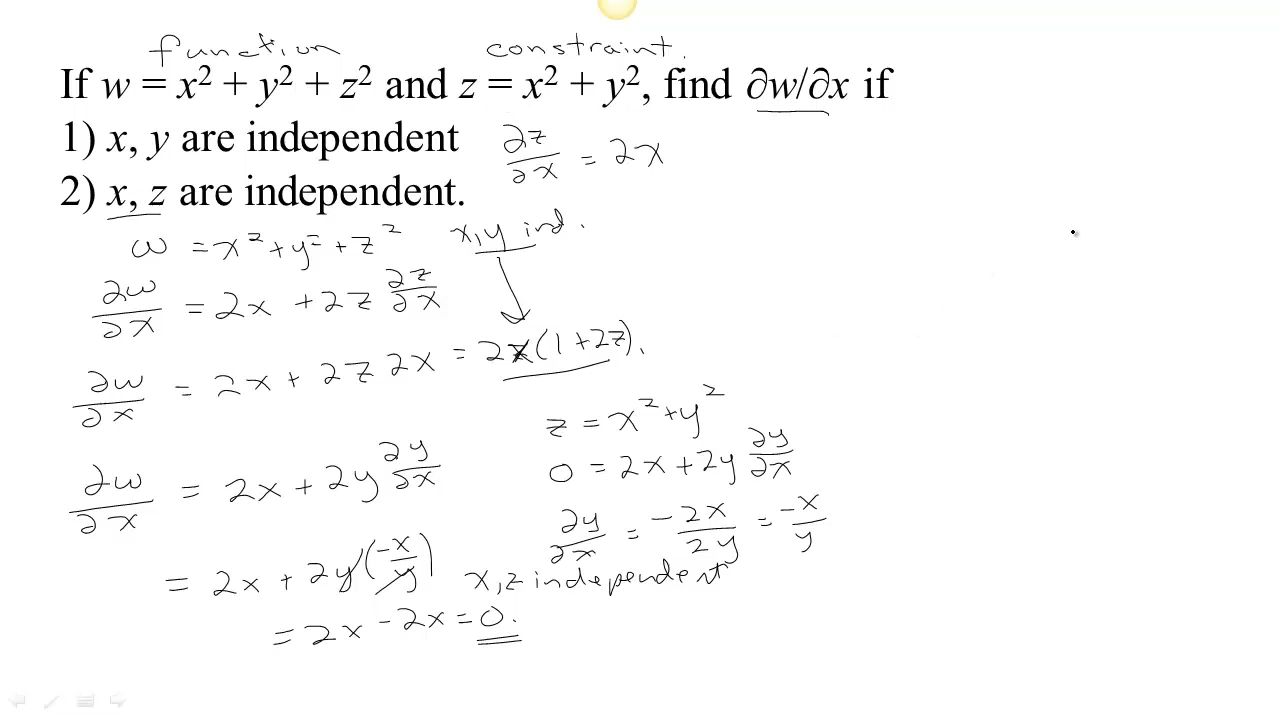 function constraint.
If w = x² + y² + z² and z = x² + y², find ∂w/∂x if
1) x, y are independent
∂z/∂x = 2x
2) x, z are independent.
w = x² + y² + z²
x, y ind.
∂w/∂x = 2x + 2z ∂z/∂x
∂w/∂x = 2x + 2z 2x = 2x(1 + 2z).
z = x² + y²
∂w/∂x = 2x + 2y ∂y/∂x
0 = 2x + 2y ∂y/∂x
∂y/∂x = -2x/2y = -x/y
= 2x + 2y(-x/y) x, z independent
= 2x - 2x = 0.